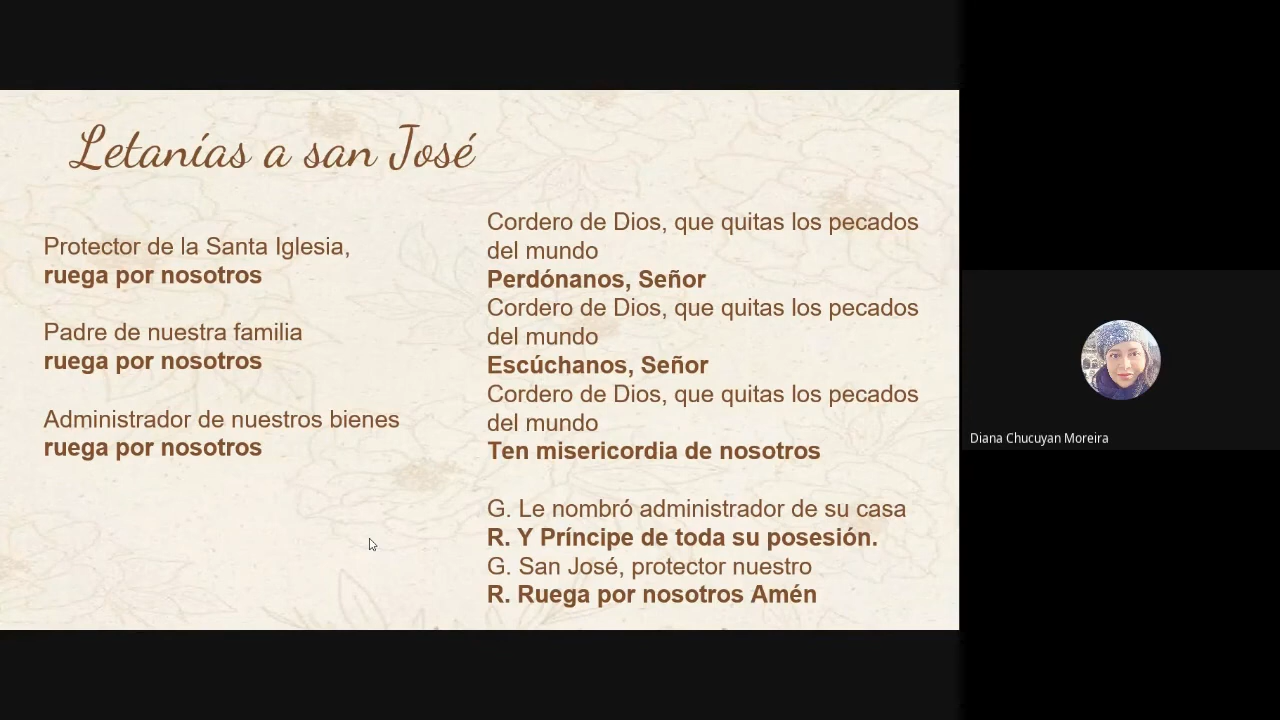 Letanías a san José
Protector de la Santa Iglesia,
ruega por nosotros
Padre de nuestra familia
ruega por nosotros
Administrador de nuestros bienes
ruega por nosotros
Cordero de Dios, que quitas los pecados
del mundo
Perdónanos, Señor
Cordero de Dios, que quitas los pecados
del mundo
Escúchanos, Señor
Cordero de Dios, que quitas los pecados
del mundo
Ten misericordia de nosotros
G. Le nombró administrador de su casa
R. Y Príncipe de toda su posesión.
G. San José, protector nuestro
R. Ruega por nosotros Amén
Diana Chucuyan Moreira